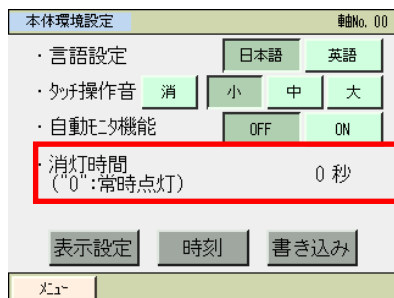 本体環境設定 軸No. 00
・言語設定 日本語 英語
・ﾀｯﾁ操作音 消 小 中 大
・自動ﾓﾆﾀ機能 OFF ON
・消灯時間 0 秒
("0":常時点灯)
表示設定 時刻 書き込み
ﾒﾆｭｰ